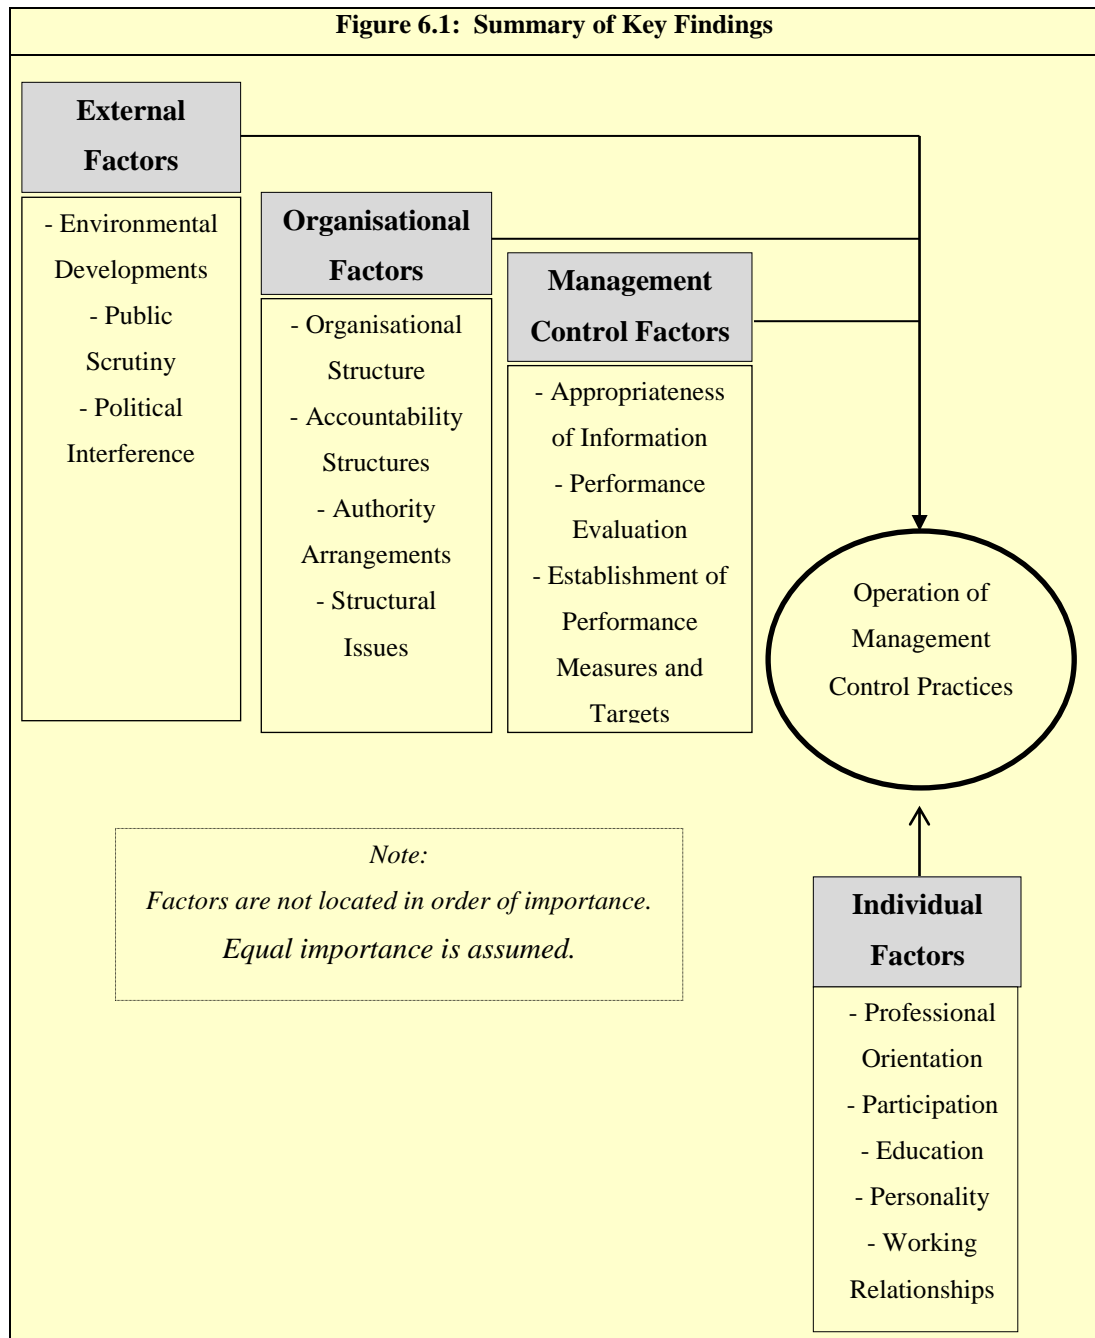 Figure 6.1:  Summary of Key Findings
External
Factors
- Environmental
Developments
- Public
Scrutiny
- Political
Interference
Organisational
Factors
- Organisational
Structure
- Accountability
Structures
- Authority
Arrangements
- Structural
Issues
Management
Control Factors
- Appropriateness
of Information
- Performance
Evaluation
- Establishment of
Performance
Measures and
Targets
Operation of
Management
Control Practices
Note:
Factors are not located in order of importance.
Equal importance is assumed.
Individual
Factors
- Professional
Orientation
- Participation
- Education
- Personality
- Working
Relationships